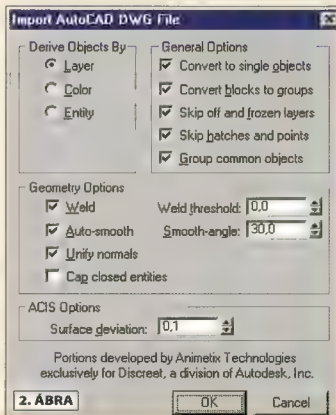 Import AutoCAD DWG File
Derive Objects By
Layer
Color
Entity
General Options
Convert to single objects
Convert blocks to groups
Skip off and frozen layers
Skip hatches and points
Group common objects
Geometry Options
Weld
Auto-smooth
Unify normals
Cap closed entities
Weld threshold: 0,0
Smooth-angle: 30,0
ACIS Options
Surface deviation: 0,1
Portions developed by Animetix Technologies
exclusively for Discreet, a division of Autodesk, Inc.
2. ÁBRA
OK
Cancel